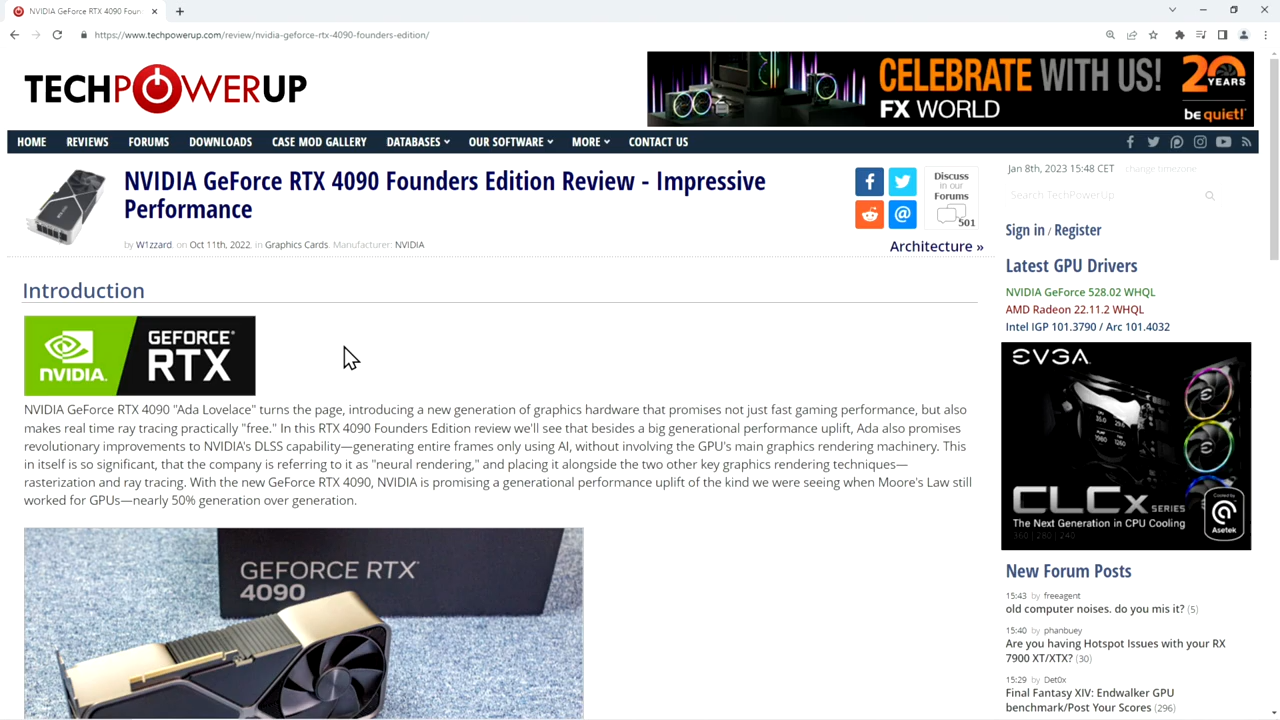 NVIDIA GeForce RTX 4090 Foun
https://www.techpowerup.com/review/nvidia-geforce-rtx-4090-founders-edition/
TECHPOWERUP
CELEBRATE WITH US!
FX WORLD
20
YEARS
be quiet!
HOME REVIEWS FORUMS DOWNLOADS CASE MOD GALLERY DATABASES OUR SOFTWARE MORE CONTACT US
NVIDIA GeForce RTX 4090 Founders Edition Review - Impressive
Performance
by W1zzard, on Oct 11th, 2022, in Graphics Cards. Manufacturer: NVIDIA
Discuss
in our
Forums
501
Architecture »
Jan 8th, 2023 15:48 CET change timezone
Search TechPowerUp
Sign in / Register
Introduction
NVIDIA.
GEFORCE
RTX
NVIDIA GeForce RTX 4090 "Ada Lovelace" turns the page, introducing a new generation of graphics hardware that promises not just fast gaming performance, but also
makes real time ray tracing practically "free." In this RTX 4090 Founders Edition review we'll see that besides a big generational performance uplift, Ada also promises
revolutionary improvements to NVIDIA's DLSS capability—generating entire frames only using AI, without involving the GPU's main graphics rendering machinery. This
in itself is so significant, that the company is referring to it as "neural rendering," and placing it alongside the two other key graphics rendering techniques—
rasterization and ray tracing. With the new GeForce RTX 4090, NVIDIA is promising a generational performance uplift of the kind we were seeing when Moore's Law still
worked for GPUs—nearly 50% generation over generation.
GEFORCE RTX
4090
Latest GPU Drivers
NVIDIA GeForce 528.02 WHQL
AMD Radeon 22.11.2 WHQL
Intel IGP 101.3790 / Arc 101.4032
EVGA
CLCx SERIES
The Next Generation in CPU Cooling
360 | 280 | 240
Asetek
New Forum Posts
15:43 by freeagent
old computer noises. do you mis it? (5)
15:40 by phanbuey
Are you having Hotspot Issues with your RX
7900 XT/XTX? (30)
15:29 by Det0x
Final Fantasy XIV: Endwalker GPU
benchmark/Post Your Scores (296)